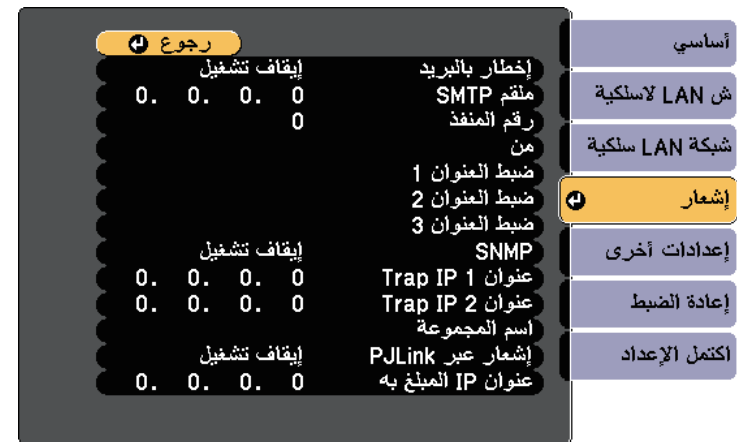 أساسي
ش LAN لاسلكية
شبكة LAN سلكية
إشعار
إعدادات أخرى
إعادة الضبط
اكتمل الإعداد
رجوع
إخطار بالبريد إيقاف تشغيل
ملقم SMTP 0. 0. 0. 0
رقم المنفذ 0
من
ضبط العنوان 1
ضبط العنوان 2
ضبط العنوان 3
SNMP إيقاف تشغيل
عنوان Trap IP 1 0. 0. 0. 0
عنوان Trap IP 2 0. 0. 0. 0
اسم المجموعة
إشعار عبر PJLink إيقاف تشغيل
عنوان IP المبلغ به 0. 0. 0. 0